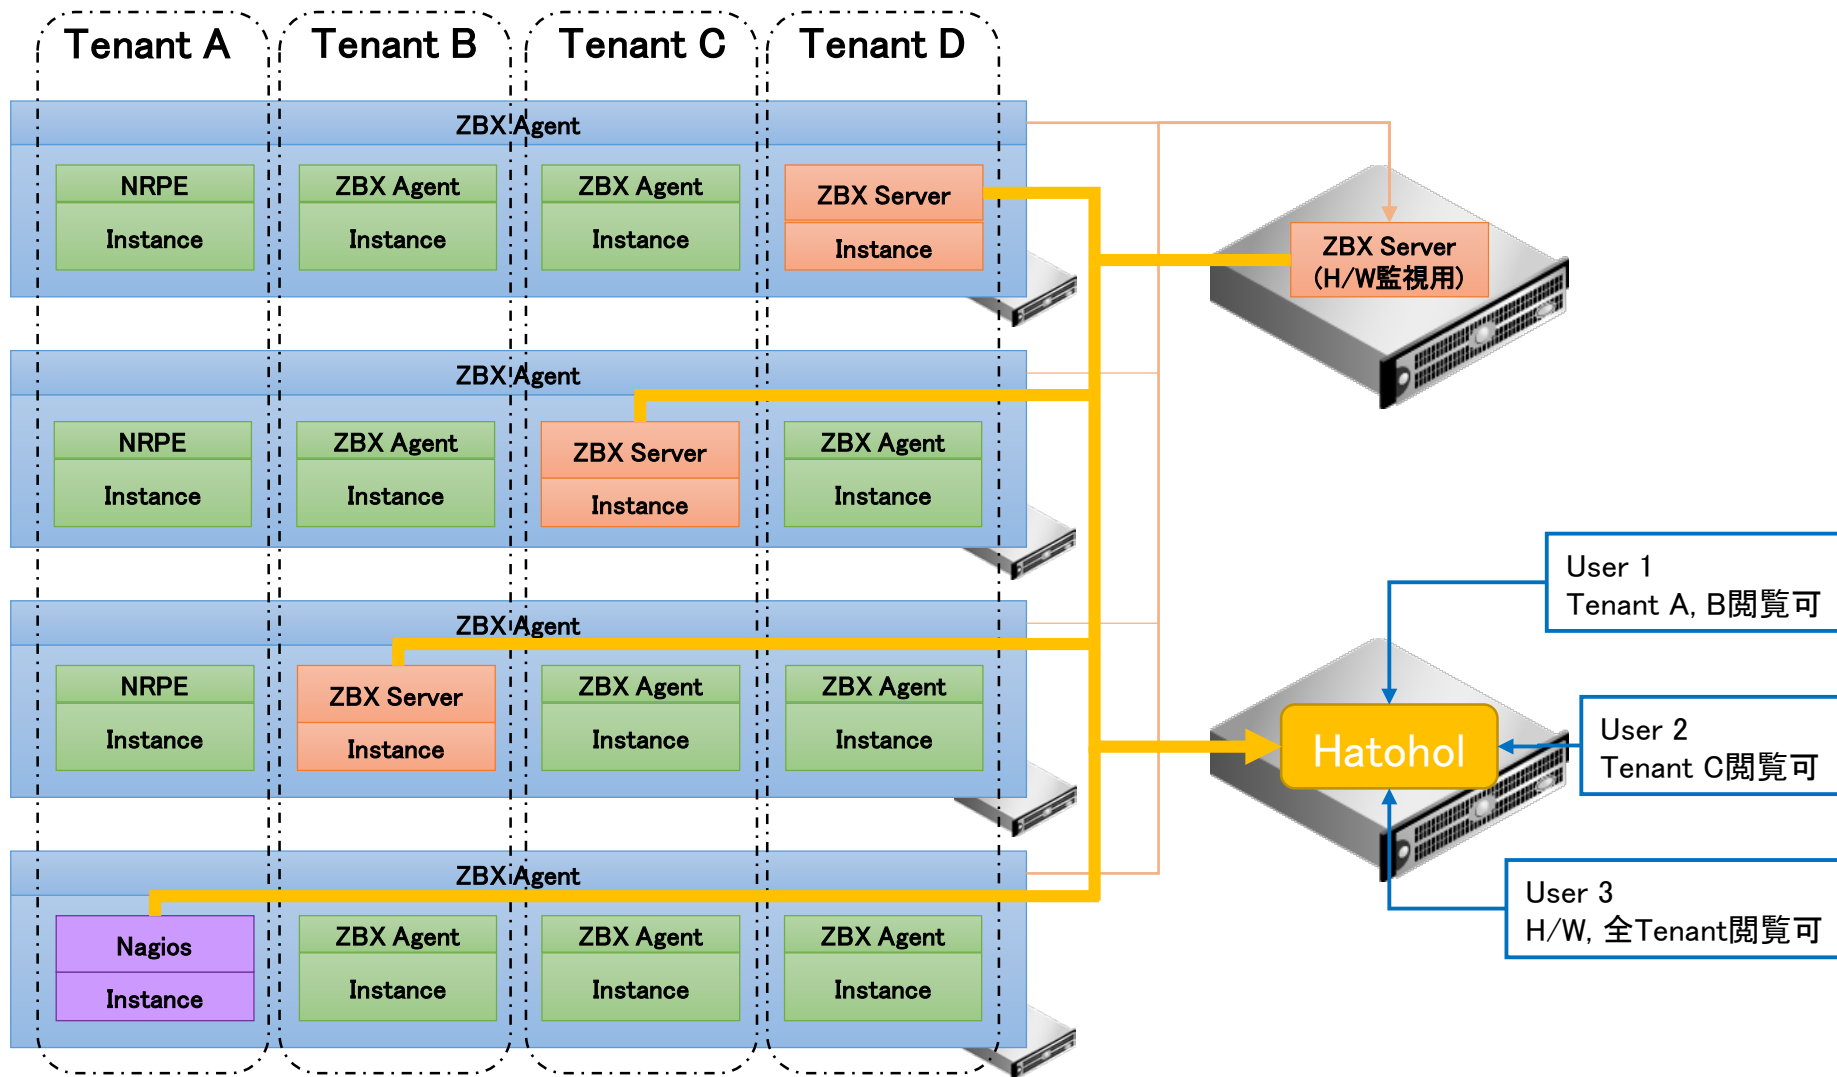 Tenant A
Tenant B
Tenant C
Tenant D
ZBX Agent
NRPE
Instance
ZBX Agent
Instance
ZBX Agent
Instance
ZBX Server
Instance
ZBX Server
(H/W監視用)
ZBX Agent
NRPE
Instance
ZBX Agent
Instance
ZBX Server
Instance
ZBX Agent
Instance
User 1
Tenant A, B閲覧可
ZBX Agent
NRPE
Instance
ZBX Server
Instance
ZBX Agent
Instance
ZBX Agent
Instance
Hatohol
User 2
Tenant C閲覧可
ZBX Agent
Nagios
Instance
ZBX Agent
Instance
ZBX Agent
Instance
ZBX Agent
Instance
User 3
H/W, 全Tenant閲覧可